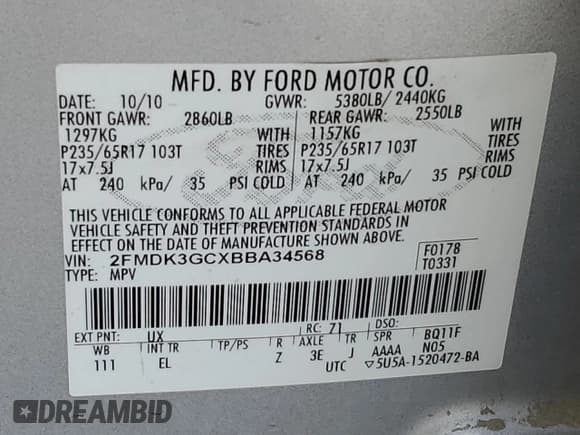 MFD. BY FORD MOTOR CO.
DATE: 10/10 GVWR: 5380LB/ 2440KG
FRONT GAWR: 2860LB REAR GAWR: 2550LB
1297KG WITH 1157KG WITH
P235/65R17 103T TIRES P235/65R17 103T TIRES
17x7.5J RIMS 17x7.5J RIMS
AT 240 kPa/ 35 PSI COLD AT 240 kPa/ 35 PSI COLD
THIS VEHICLE CONFORMS TO ALL APPLICABLE FEDERAL MOTOR
VEHICLE SAFETY AND THEFT PREVENTION STANDARDS IN
EFFECT ON THE DATE OF MANUFACTURE SHOWN ABOVE.
VIN: 2FMDK3GCXBBA34568 F0178
TYPE: MPV T0331
EXT PNT: UX RC: 71 DSO:
WB INT TR TP/PS R AXLE TR SPR BQ11F
111 EL Z 3E J AAAA N05
UTC ▽5U5A-1520472-BA
DREAMBID